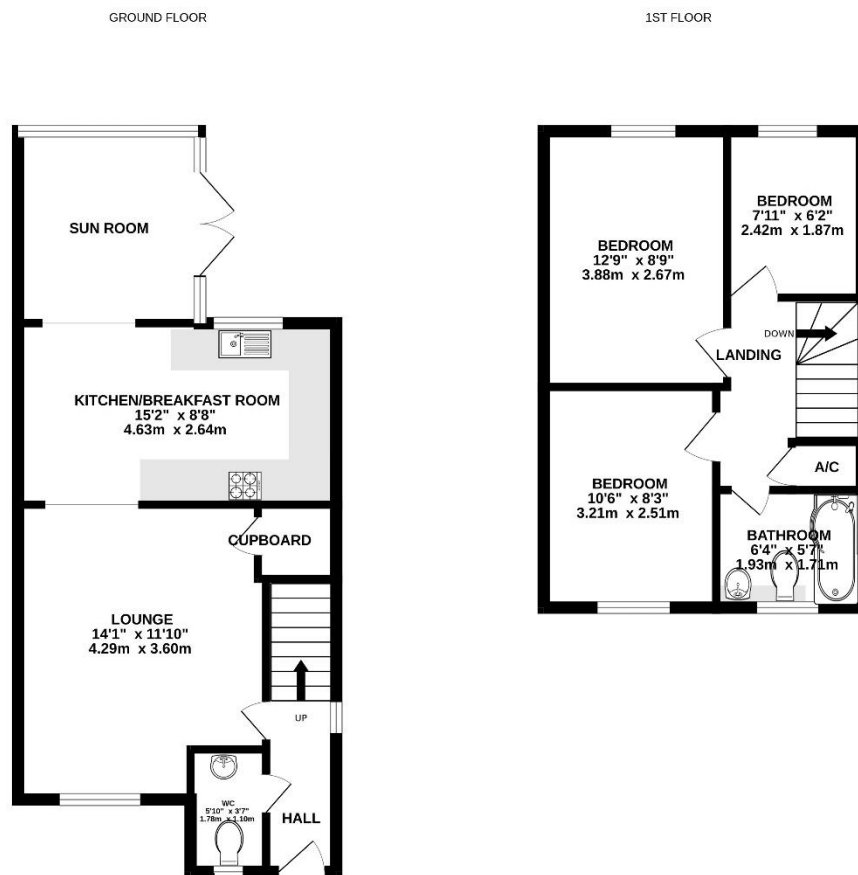 GROUND FLOOR
SUN ROOM
KITCHEN/BREAKFAST ROOM
15'2" x 8'8"
4.63m x 2.64m
CUPBOARD
LOUNGE
14'1" x 11'10"
4.29m x 3.60m
UP
WC
5'10" x 3'7"
1.78m x 1.10m
HALL
1ST FLOOR
BEDROOM
7'11" x 6'2"
2.42m x 1.87m
BEDROOM
12'9" x 8'9"
3.88m x 2.67m
DOWN
LANDING
A/C
BEDROOM
10'6" x 8'3"
3.21m x 2.51m
BATHROOM
6'4" x 5'7"
1.93m x 1.71m